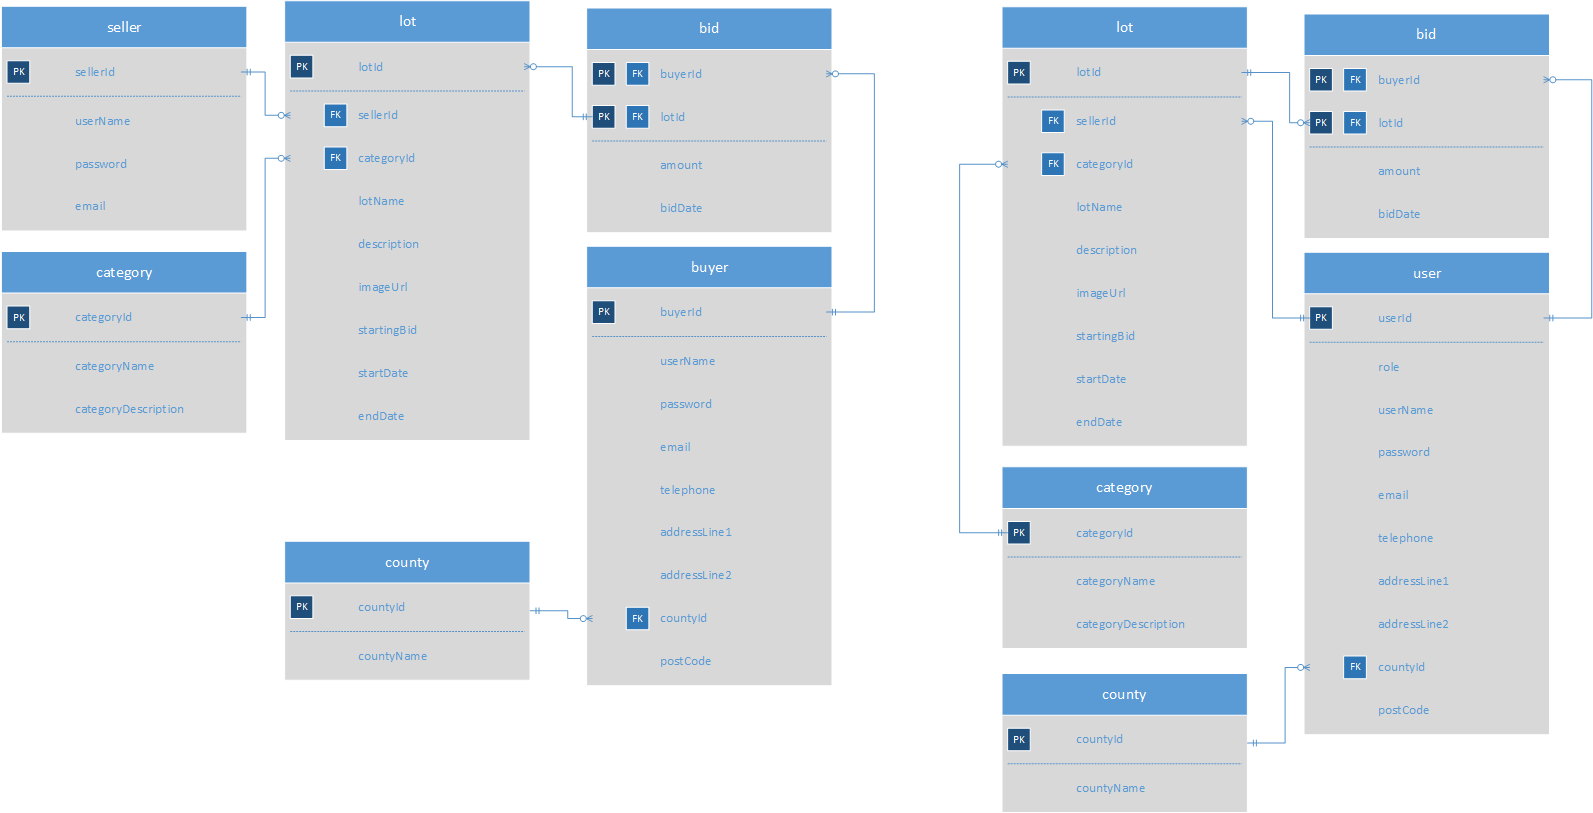 seller
PK sellerId
userName
password
email
category
PK categoryId
categoryName
categoryDescription
lot
PK lotId
FK sellerId
FK categoryId
lotName
description
imageUrl
startingBid
startDate
endDate
county
PK countyId
countyName
bid
PK FK buyerId
PK FK lotId
amount
bidDate
buyer
PK buyerId
userName
password
email
telephone
addressLine1
addressLine2
FK countyId
postCode
lot
PK lotId
FK sellerId
FK categoryId
lotName
description
imageUrl
startingBid
startDate
endDate
category
PK categoryId
categoryName
categoryDescription
county
PK countyId
countyName
bid
PK FK buyerId
PK FK lotId
amount
bidDate
user
PK userId
role
userName
password
email
telephone
addressLine1
addressLine2
FK countyId
postCode